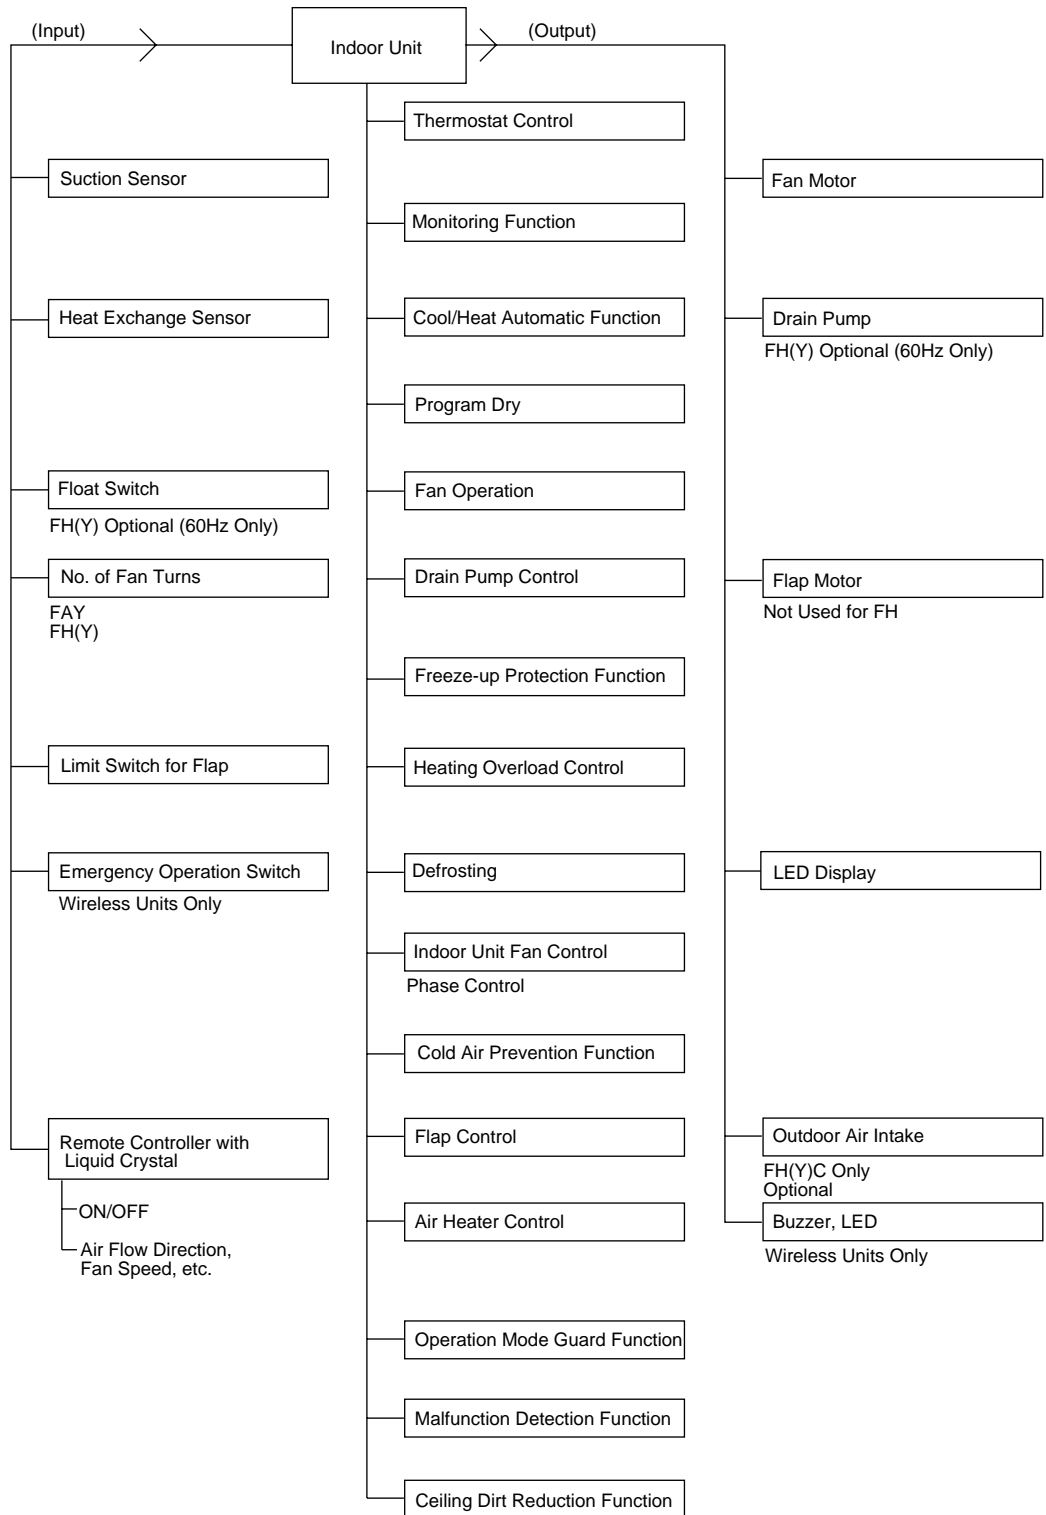 (Input)
Indoor Unit
(Output)
Suction Sensor
Heat Exchange Sensor
Float Switch
FH(Y) Optional (60Hz Only)
No. of Fan Turns
FAY
FH(Y)
Limit Switch for Flap
Emergency Operation Switch
Wireless Units Only
Remote Controller with
Liquid Crystal
ON/OFF
Air Flow Direction,
Fan Speed, etc.
Thermostat Control
Monitoring Function
Cool/Heat Automatic Function
Program Dry
Fan Operation
Drain Pump Control
Freeze-up Protection Function
Heating Overload Control
Defrosting
Indoor Unit Fan Control
Phase Control
Cold Air Prevention Function
Flap Control
Air Heater Control
Operation Mode Guard Function
Malfunction Detection Function
Ceiling Dirt Reduction Function
Fan Motor
Drain Pump
FH(Y) Optional (60Hz Only)
Flap Motor
Not Used for FH
LED Display
Outdoor Air Intake
FH(Y)C Only
Optional
Buzzer, LED
Wireless Units Only